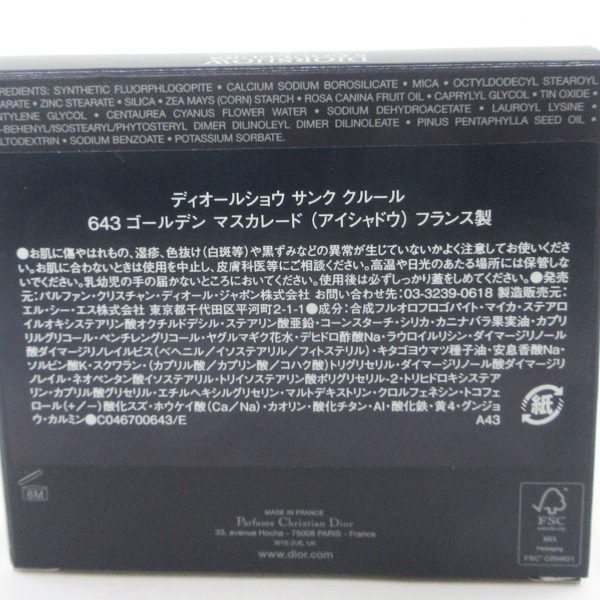 REDIENTS: SYNTHETIC FLUORPHLOGOPITE • CALCIUM SODIUM BOROSILICATE • MICA • OCTYLDODECYL STEAROYL
ARATE • ZINC STEARATE • SILICA • ZEA MAYS (CORN) STARCH • ROSA CANINA FRUIT OIL • CAPRYLYL GLYCOL • TIN OXIDE •
NTYLENE GLYCOL • CENTAUREA CYANUS FLOWER WATER • SODIUM DEHYDROACETATE • LAUROYL LYSINE
-BEHENYL/ISOSTEARYL/PHYTOSTERYL DIMER DILINOLEYL DIMER DILINOLEATE • PINUS PENTAPHYLLA SEED OIL •
LTODEXTRIN • SODIUM BENZOATE • POTASSIUM SORBATE.
ディオールショウ サンク クルール
643 ゴールデン マスカレード (アイシャドウ) フランス製
●お肌に傷やはれもの、湿疹、色抜け(白斑等)や黒ずみなどの異常が生じていないかよく注意してお使いくださ
い。お肌に合わないときは使用を中止し、皮膚科医等にご相談ください。高温や日光のあたる場所には保管しな
いでください。乳幼児の手の届かないところにおいてください。使用後は必ずしっかり蓋をしめてください。●発売
元:パルファン・クリスチャン・ディオール・ジャポン株式会社 お問い合わせ先:03-3239-0618 製造販売元:
エル・シー・エス株式会社 東京都千代田区平河町2-1-1●成分:合成フルオロフロゴパイト・マイカ・ステアロ
イルオキシステアリン酸オクチルドデシル・ステアリン酸亜鉛・コーンスターチ・シリカ・カニナバラ果実油・カプリ
ルグリコール・ペンチレングリコール・ヤグルマギク花水・デヒドロ酢酸Na・ラウロイルリシン・ダイマージリノール
酸ダイマージリノレイルビス(ベヘニル/イソステアリル/フィトステリル)・キタゴヨウマツ種子油・安息香酸Na・
ソルビン酸K・スクワラン・(カプリル酸/カプリン酸/コハク酸)トリグリセリル・ダイマージリノール酸ダイマージリ
ノレイル・ネオペンタン酸イソステアリル・トリイソステアリン酸ポリグリセリル-2・トリヒドロキシステア
リン・カプリル酸グリセリル・エチルヘキシルグリセリン・マルトデキストリン・クロルフェネシン・トコフェ
ロール(+/-)酸化スズ・ホウケイ酸(Ca/Na)・カオリン・酸化チタン・Al・酸化鉄・黄4・グンジョ
ウ・カルミン●C046700643/E
A43
紙
6M
MADE IN FRANCE
Parfums Christian Dior
33, avenue Hoche - 75008 PARIS - France
W1S 2JE, UK
www.dior.com
FSC
www.fsc.org
MIX
Packaging